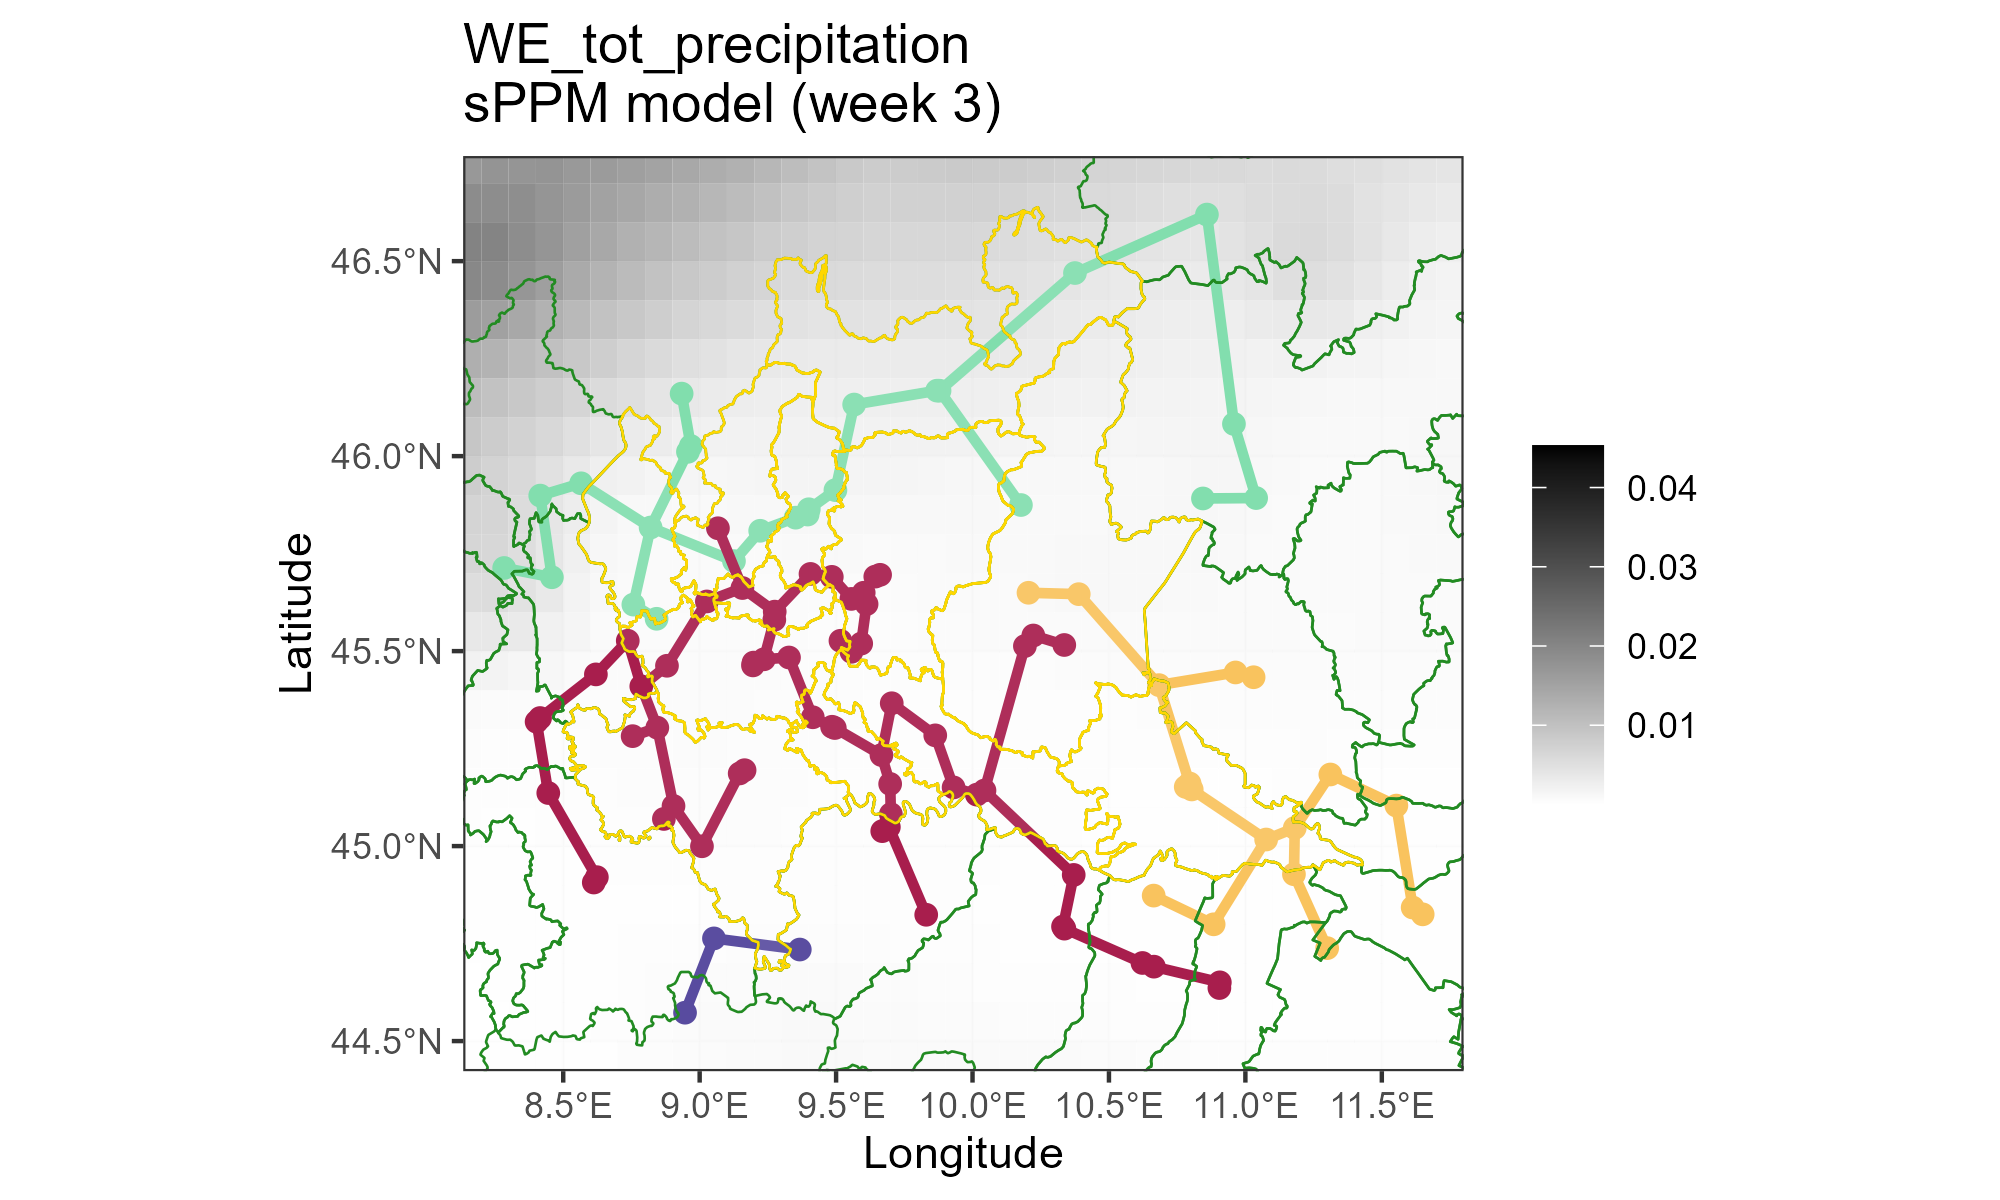 WE_tot_precipitation
sPPM model (week 3)
46.5°N
46.0°N
45.5°N
45.0°N
44.5°N
Latitude
8.5°E 9.0°E 9.5°E 10.0°E 10.5°E 11.0°E 11.5°E
Longitude
0.04
0.03
0.02
0.01